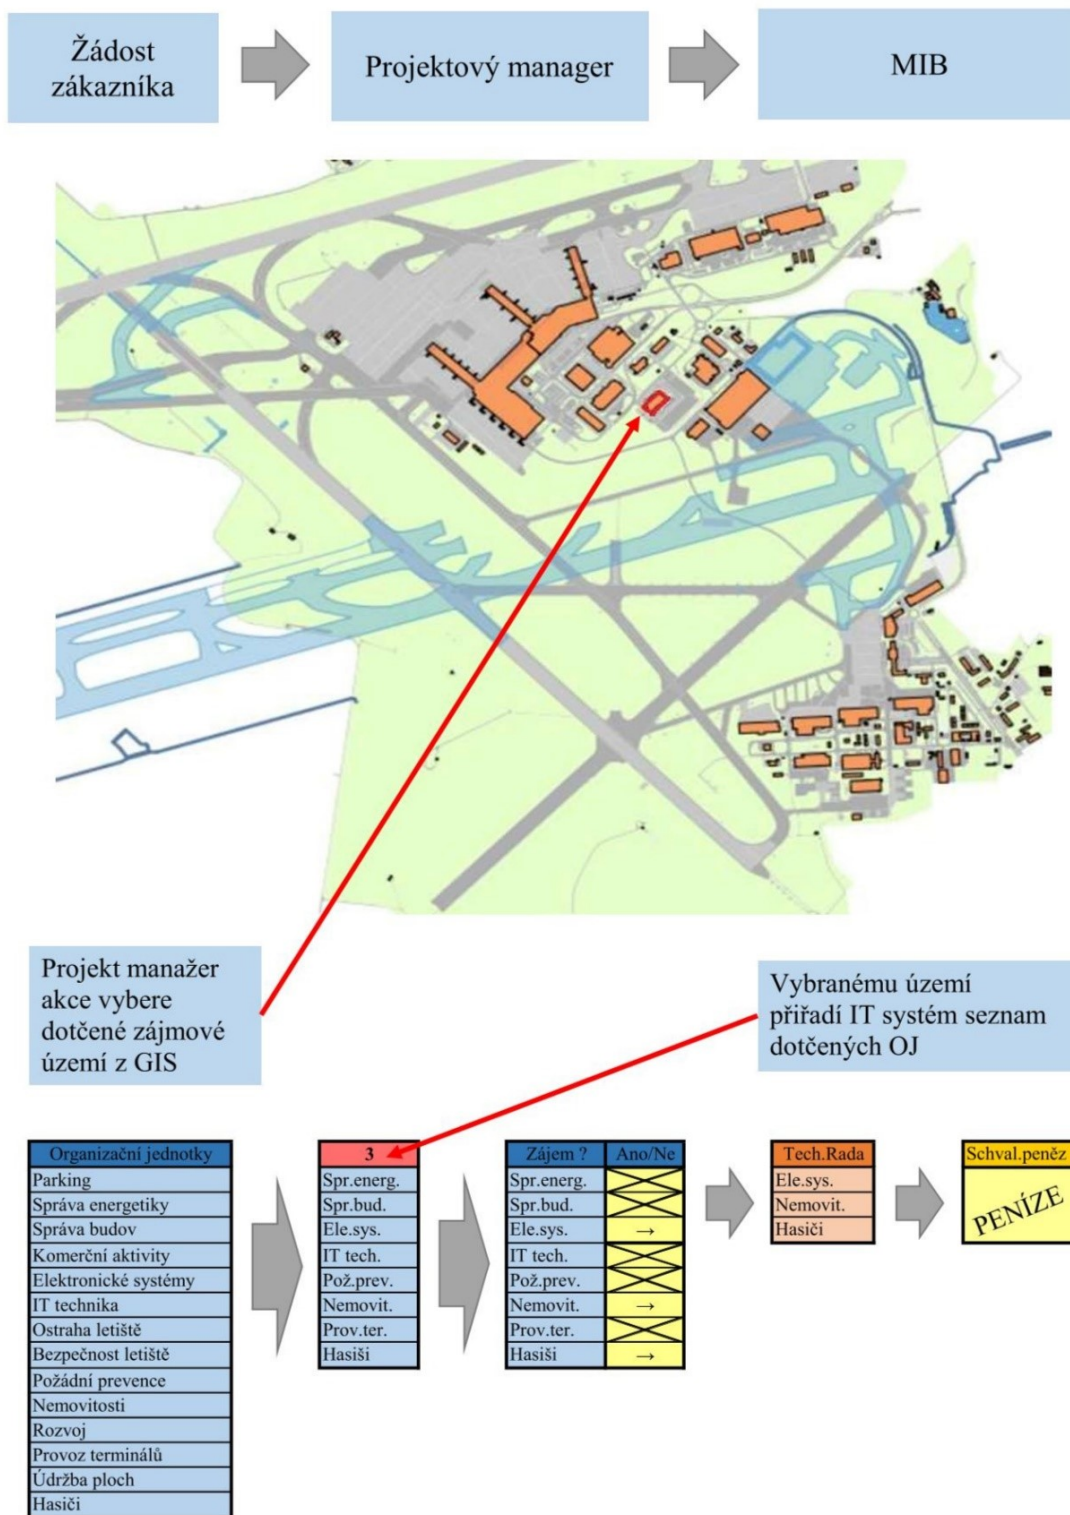 Žádost
zákazníka
Projektový manager
MIB
Projekt manažer
akce vybere
dotčené zájmové
území z GIS
Vybranému území
přiřadí IT systém seznam
dotčených OJ
Organizační jednotky
Parking
Správa energetiky
Správa budov
Komerční aktivity
Elektronické systémy
IT technika
Ostraha letiště
Bezpečnost letiště
Požádní prevence
Nemovitosti
Rozvoj
Provoz terminálů
Údržba ploch
Hasiči
3
Spr.energ.
Spr.bud.
Ele.sys.
IT tech.
Pož.prev.
Nemovit.
Prov.ter.
Hasiši
Zájem ? Ano/Ne
Spr.energ.
Spr.bud.
Ele.sys. →
IT tech.
Pož.prev.
Nemovit. →
Prov.ter.
Hasiši →
Tech.Rada
Ele.sys.
Nemovit.
Hasiči
Schval.peněz
PENÍZE